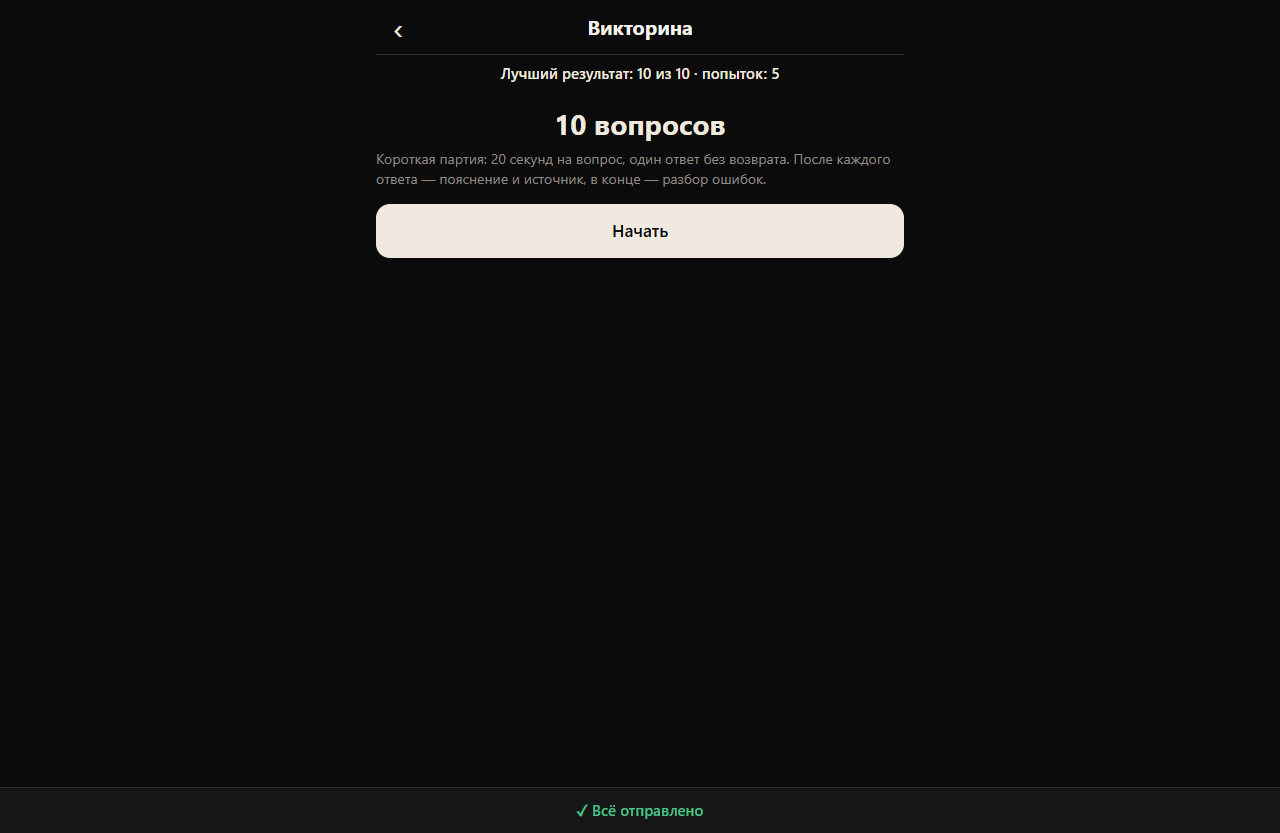 ‹ Викторина
Лучший результат: 10 из 10 · попыток: 5
10 вопросов
Короткая партия: 20 секунд на вопрос, один ответ без возврата. После каждого
ответа — пояснение и источник, в конце — разбор ошибок.
Начать
✓ Всё отправлено